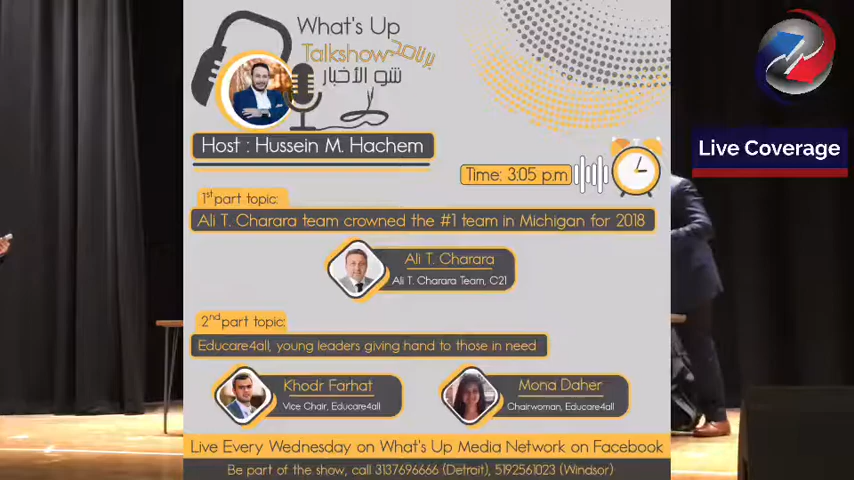 What's Up
Talkshow برنامج
شو الأخبار
Host : Hussein M. Hachem
Time: 3:05 p.m
Live Coverage
1st part topic:
Ali T. Charara team crowned the #1 team in Michigan for 2018
Ali T. Charara
Ali T. Charara Team, C21
2nd part topic:
Educare4all, young leaders giving hand to those in need
Khodr Farhat
Vice Chair, Educare4all
Mona Daher
Chairwoman, Educare4all
Live Every Wednesday on What's Up Media Network on Facebook
Be part of the show, call 3137696666 (Detroit), 5192561023 (Windsor)